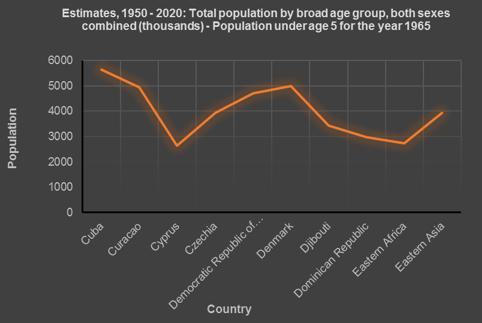 Estimates, 1950 - 2020: Total population by broad age group, both sexes
combined (thousands) - Population under age 5 for the year 1965
6000
5000
4000
3000
2000
1000
0
Population
Cuba
Curacao
Cyprus
Czechia
Democratic Republic of…
Denmark
Djibouti
Dominican Republic
Eastern Africa
Eastern Asia
Country